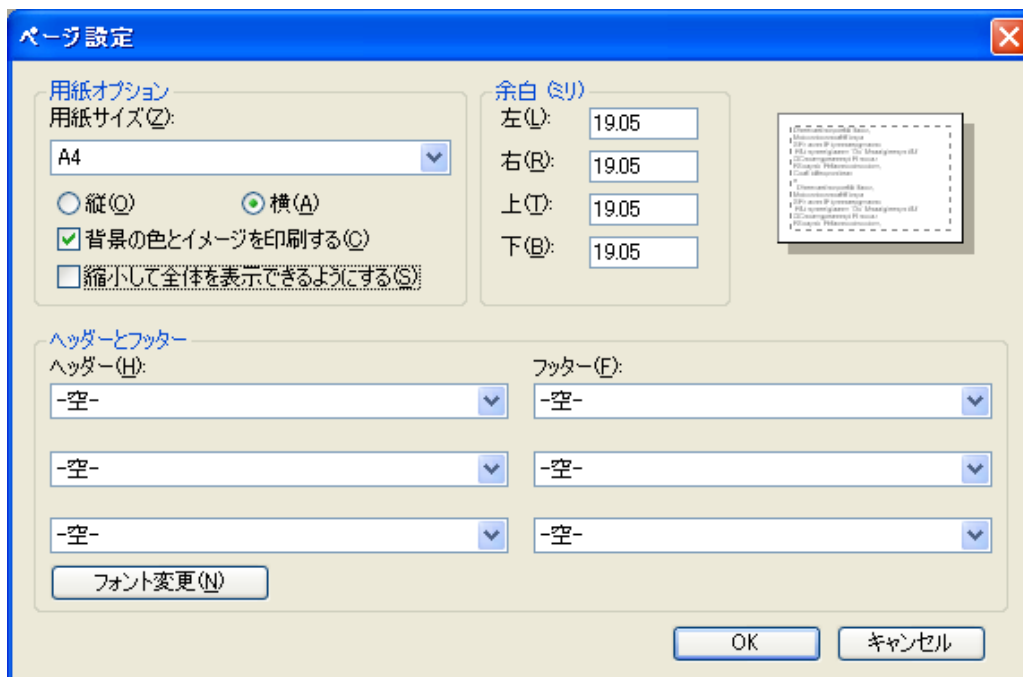 ページ設定
用紙オプション
用紙サイズ(Z):
A4
縦(O) 横(A)
背景の色とイメージを印刷する(C)
縮小して全体を表示できるようにする(S)
余白 (ミリ)
左(L): 19.05
右(R): 19.05
上(T): 19.05
下(B): 19.05
ヘッダーとフッター
ヘッダー(H): フッター(F):
-空- -空-
-空- -空-
-空- -空-
フォント変更(N)
OK キャンセル